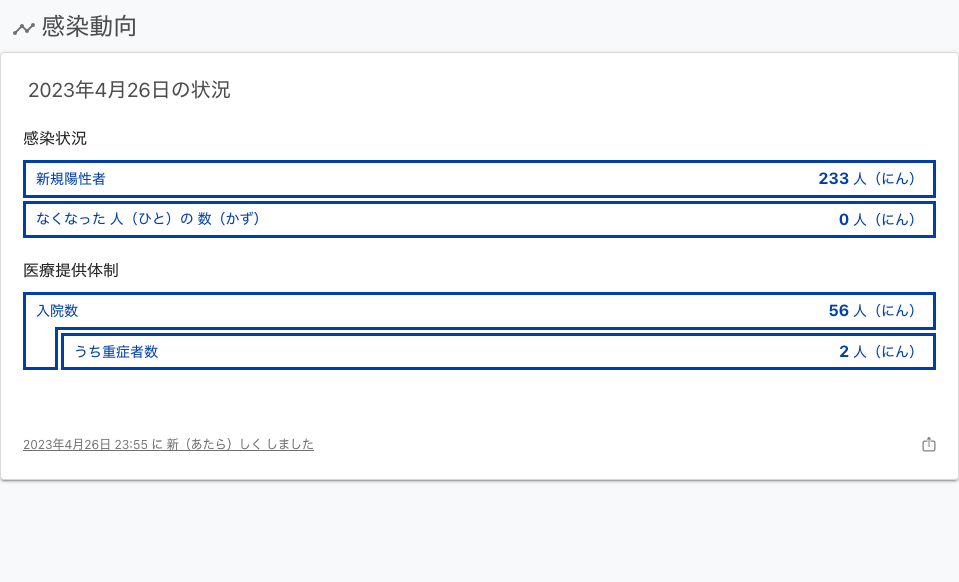 感染動向
2023年4月26日の状況
感染状況
新規陽性者 233 人（にん）
なくなった 人（ひと）の 数（かず） 0 人（にん）
医療提供体制
入院数 56 人（にん）
うち重症者数 2 人（にん）
2023年4月26日 23:55 に 新（あたら）しく しました